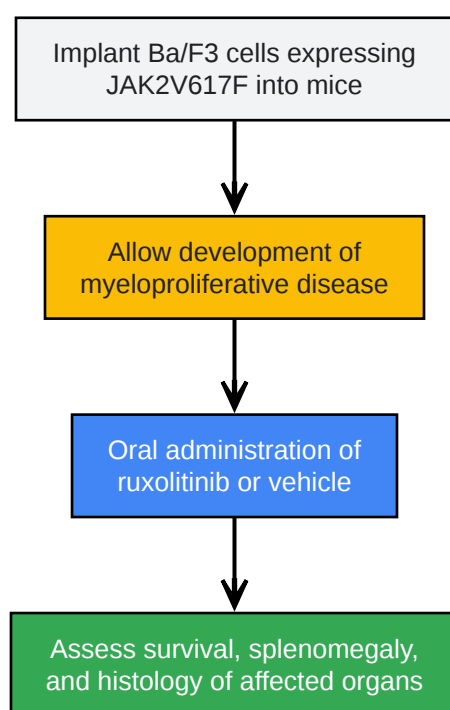 Implant Ba/F3 cells expressing
JAK2V617F into mice
Allow development of
myeloproliferative disease
Oral administration of
ruxolitinib or vehicle
Assess survival, splenomegaly,
and histology of affected organs